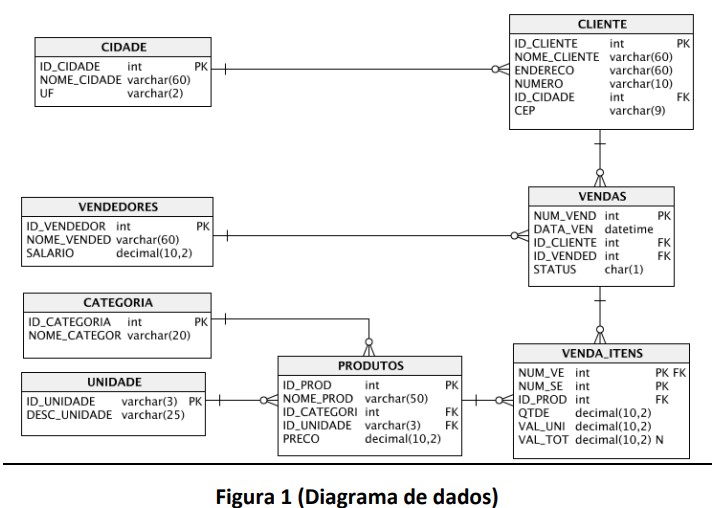 CIDADE
ID_CIDADE int PK
NOME_CIDADE varchar(60)
UF varchar(2)
CLIENTE
ID_CLIENTE int PK
NOME_CLIENTE varchar(60)
ENDERECO varchar(60)
NUMERO varchar(10)
ID_CIDADE int FK
CEP varchar(9)
VENDEDORES
ID_VENDEDOR int PK
NOME_VENDED varchar(60)
SALARIO decimal(10,2)
VENDAS
NUM_VEND int PK
DATA_VEN datetime
ID_CLIENTE int FK
ID_VENDED int FK
STATUS char(1)
CATEGORIA
ID_CATEGORIA int PK
NOME_CATEGOR varchar(20)
UNIDADE
ID_UNIDADE varchar(3) PK
DESC_UNIDADE varchar(25)
PRODUTOS
ID_PROD int PK
NOME_PROD varchar(50)
ID_CATEGORI int FK
ID_UNIDADE varchar(3) FK
PRECO decimal(10,2)
VENDA_ITENS
NUM_VE int PK FK
NUM_SE int PK
ID_PROD int FK
QTDE decimal(10,2)
VAL_UNI decimal(10,2)
VAL_TOT decimal(10,2) N
Figura 1 (Diagrama de dados)